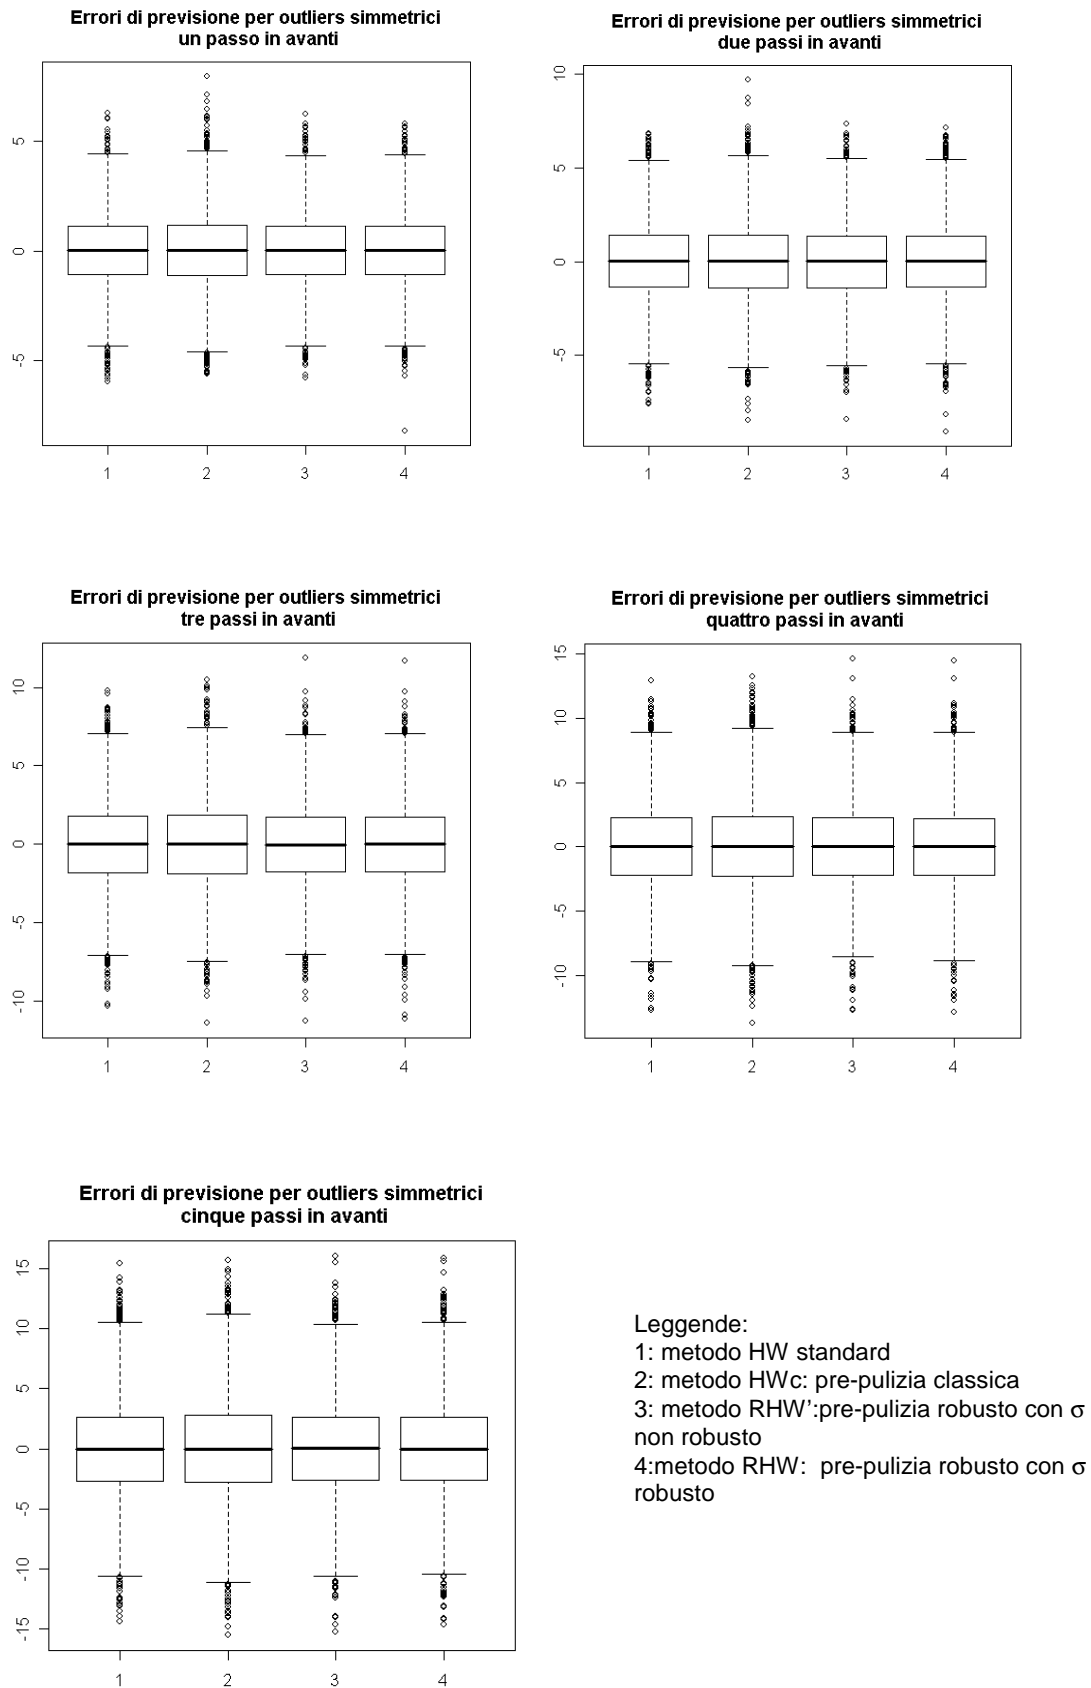 Errori di previsione per outliers simmetrici
un passo in avanti
5
0
-5
1 2 3 4
Errori di previsione per outliers simmetrici
due passi in avanti
10
5
0
-5
1 2 3 4
Errori di previsione per outliers simmetrici
tre passi in avanti
10
5
0
-5
-10
1 2 3 4
Errori di previsione per outliers simmetrici
quattro passi in avanti
15
10
5
0
-5
-10
1 2 3 4
Errori di previsione per outliers simmetrici
cinque passi in avanti
15
10
5
0
-5
-10
-15
1 2 3 4
Leggende:
1: metodo HW standard
2: metodo HWc: pre-pulizia classica
3: metodo RHW':pre-pulizia robusto con σ
non robusto
4:metodo RHW: pre-pulizia robusto con σ
robusto